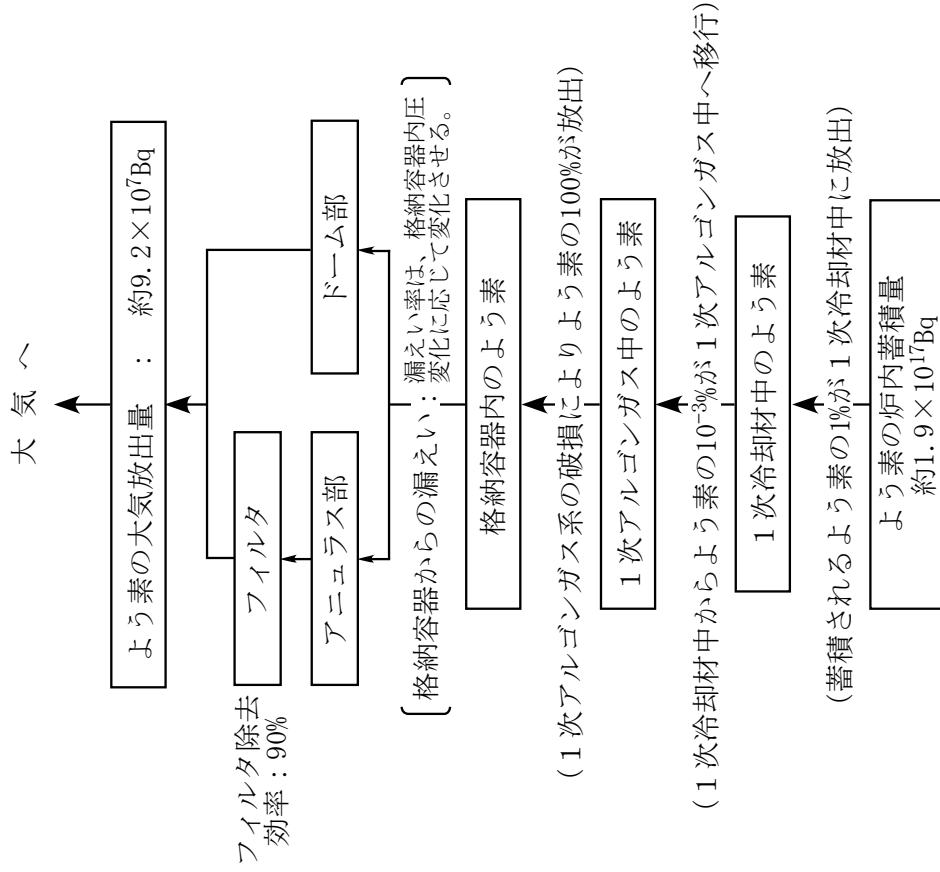 大 気 へ
よう素の大気放出量 : 約9.2×10⁷Bq
フィルタ除去
効率：90%
フィルタ
アニュラス部
ドーム部
格納容器からの漏えい：漏えい率は、格納容器内圧
変化に応じて変化させる。
格納容器内のよう素
(１次アルゴンガス系の破損によりよう素の100%が放出)
１次アルゴンガス中のよう素
(１次冷却材中からよう素の10⁻³%が１次アルゴンガス中へ移行)
１次冷却材中のよう素
(蓄積されるよう素の1%が１次冷却材中に放出)
よう素の炉内蓄積量
約1.9×10¹⁷Bq